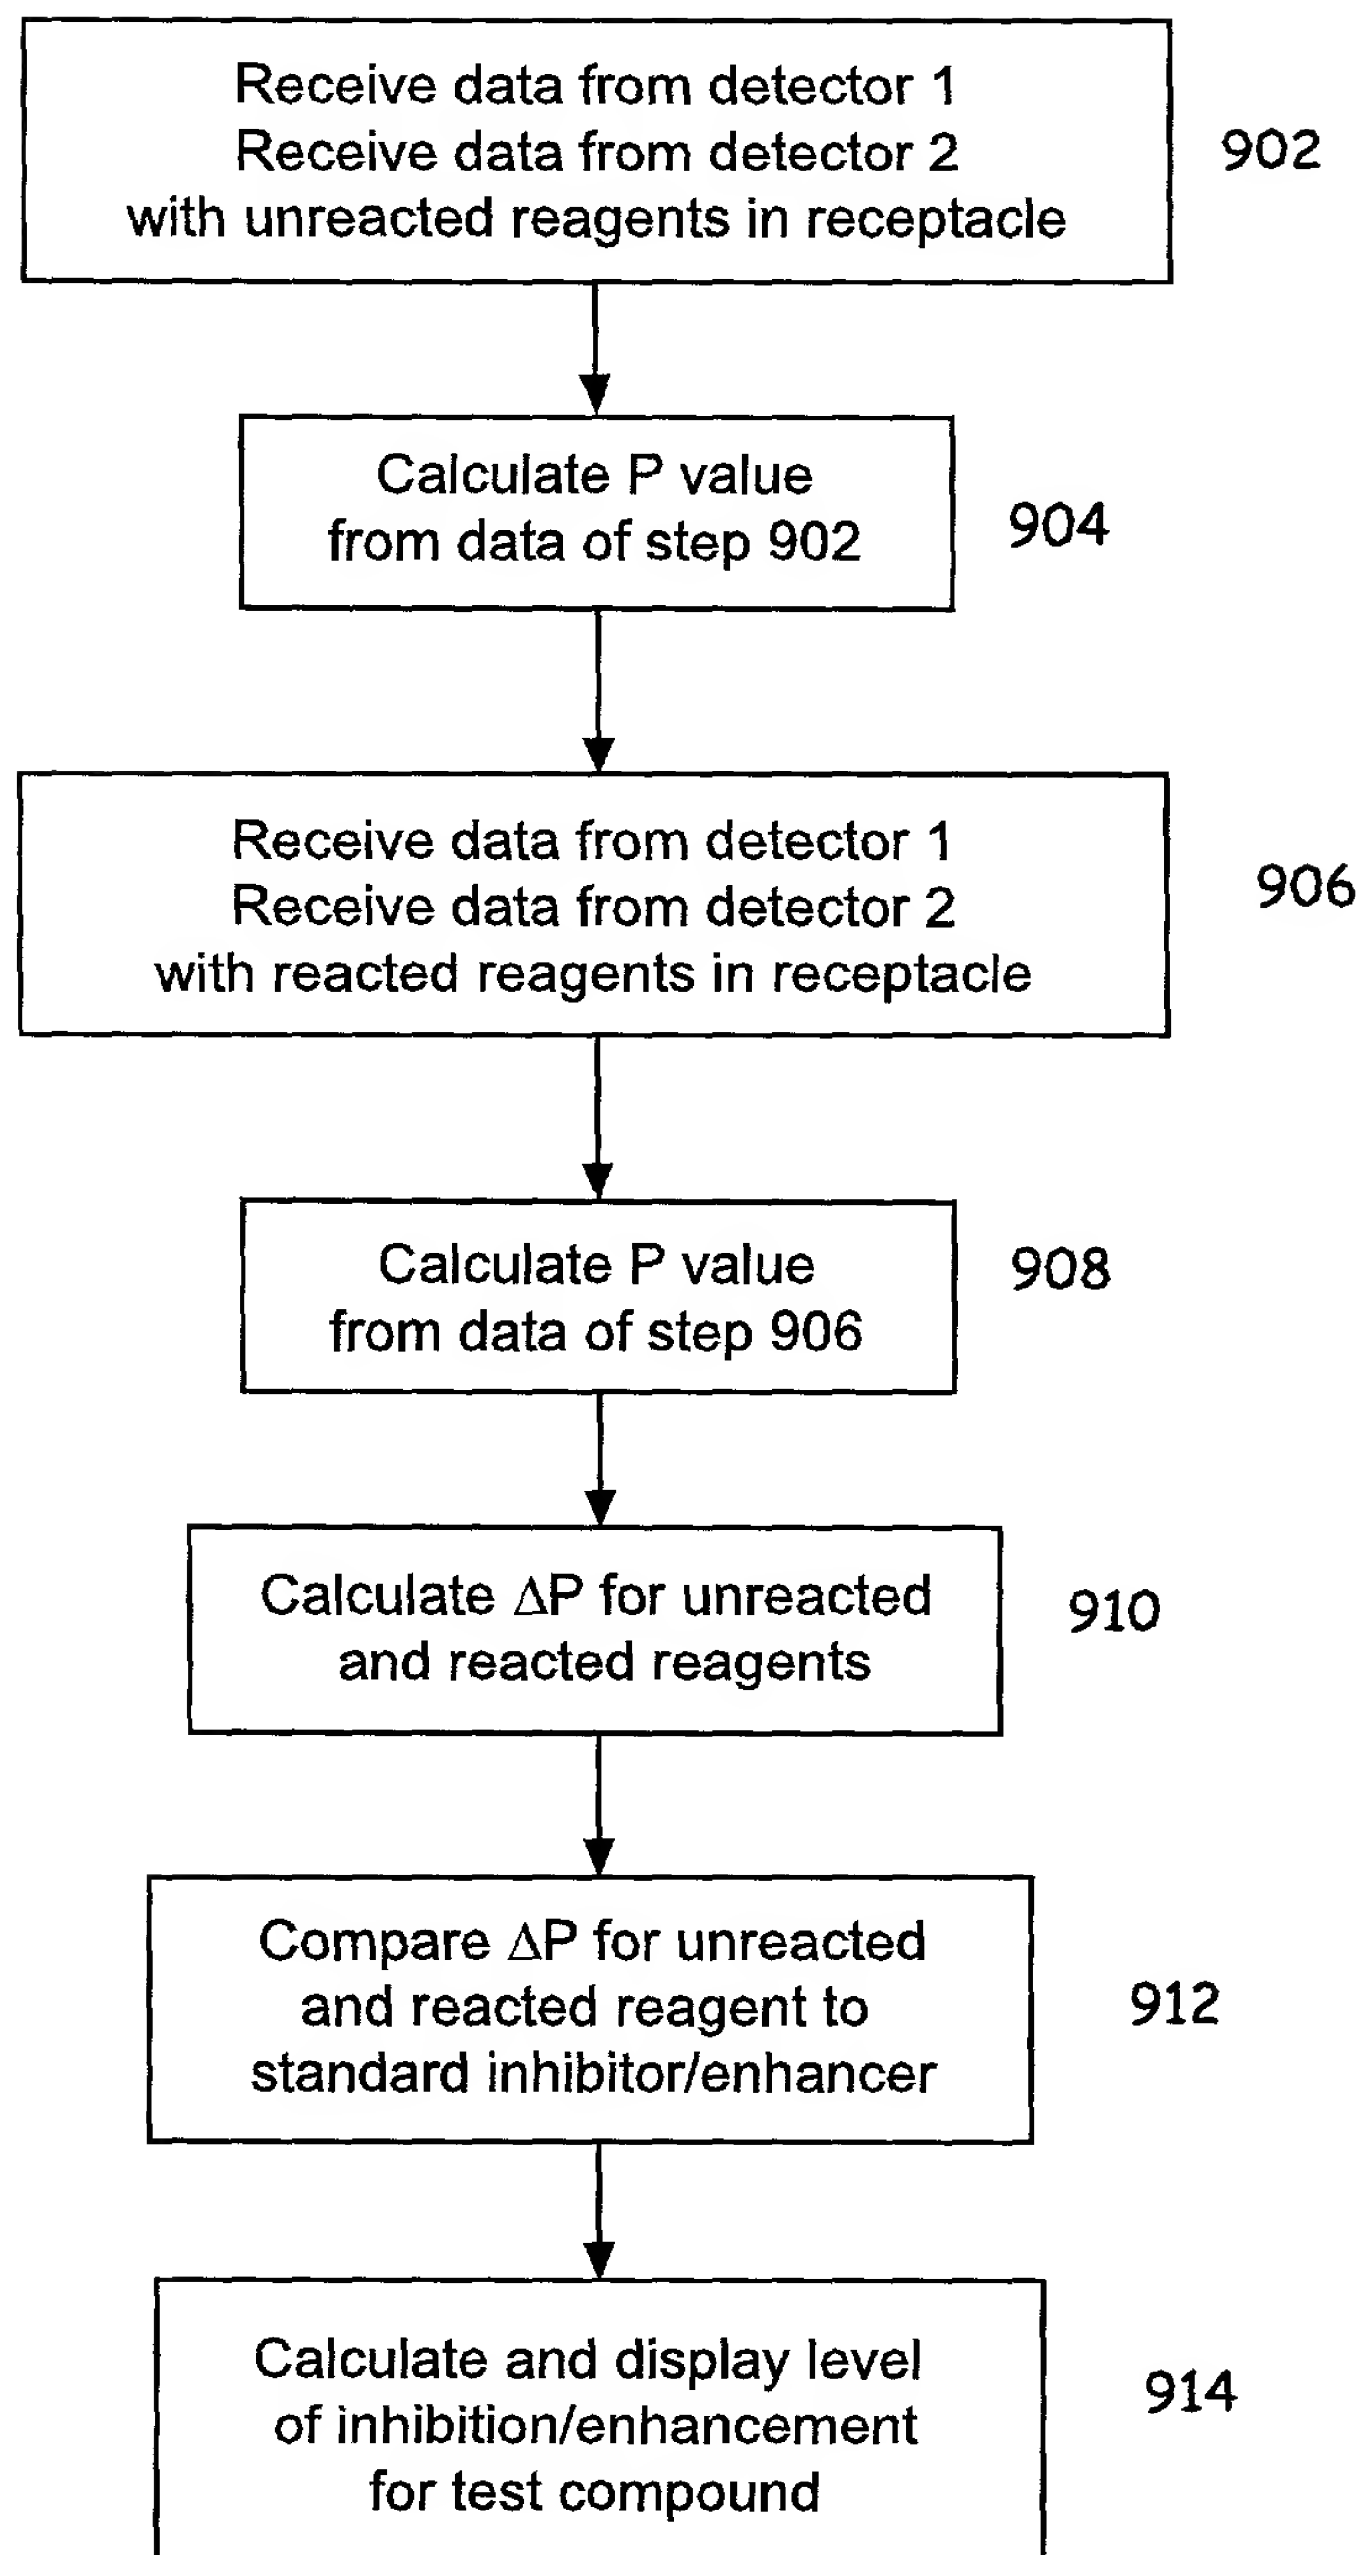 Receive data from detector 1
Receive data from detector 2
with unreacted reagents in receptacle
902
Calculate P value
from data of step 902
904
Receive data from detector 1
Receive data from detector 2
with reacted reagents in receptacle
906
Calculate P value
from data of step 906
908
Calculate ΔP for unreacted
and reacted reagents
910
Compare ΔP for unreacted
and reacted reagent to
standard inhibitor/enhancer
912
Calculate and display level
of inhibition/enhancement
for test compound
914